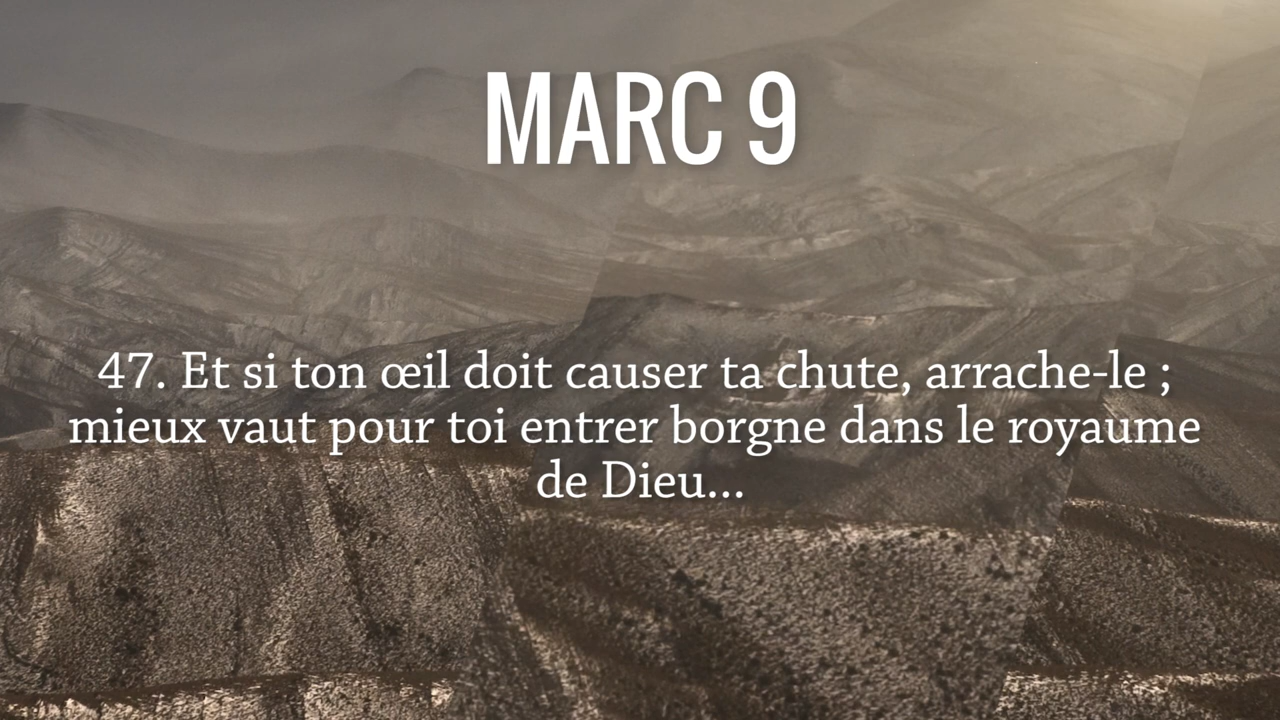 MARC 9
47. Et si ton œil doit causer ta chute, arrache-le ;
mieux vaut pour toi entrer borgne dans le royaume
de Dieu...